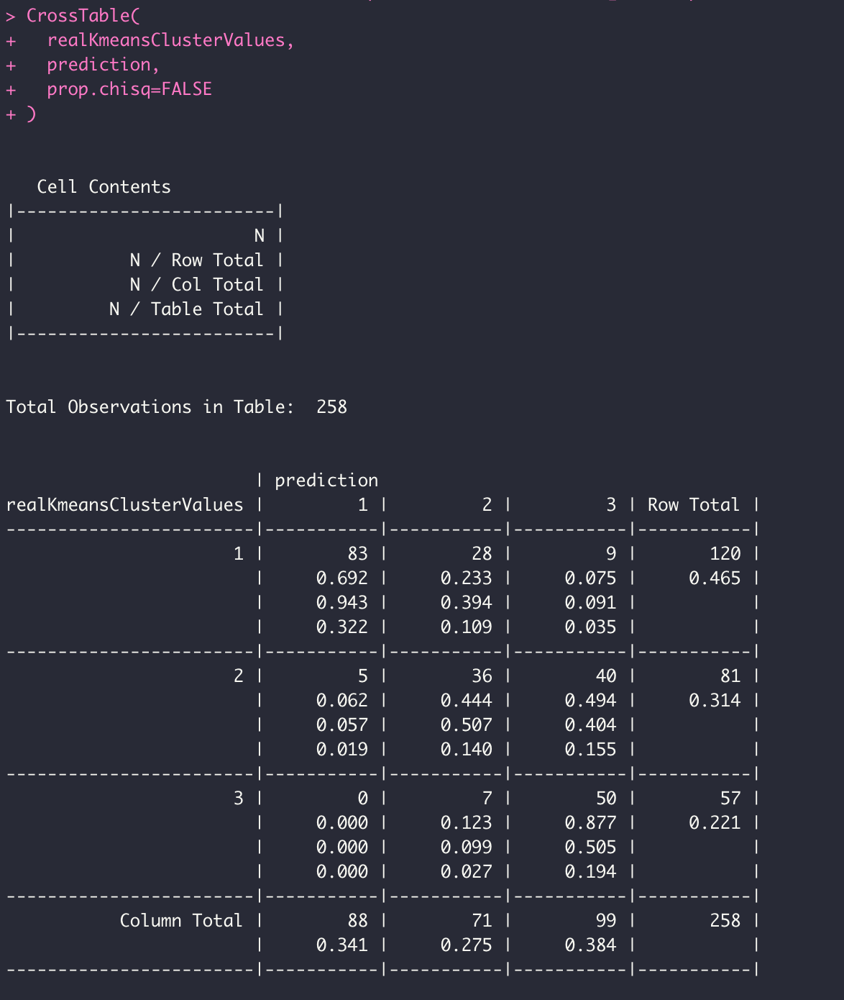 > CrossTable(
+   realKmeansClusterValues,
+   prediction,
+   prop.chisq=FALSE
+ )
   Cell Contents
|-------------------------|
|                       N |
|           N / Row Total |
|           N / Col Total |
|         N / Table Total |
|-------------------------|
Total Observations in Table:  258
                        | prediction
realKmeansClusterValues |         1 |         2 |         3 | Row Total |
------------------------|-----------|-----------|-----------|-----------|
                      1 |        83 |        28 |         9 |       120 |
                        |     0.692 |     0.233 |     0.075 |     0.465 |
                        |     0.943 |     0.394 |     0.091 |           |
                        |     0.322 |     0.109 |     0.035 |           |
------------------------|-----------|-----------|-----------|-----------|
                      2 |         5 |        36 |        40 |        81 |
                        |     0.062 |     0.444 |     0.494 |     0.314 |
                        |     0.057 |     0.507 |     0.404 |           |
                        |     0.019 |     0.140 |     0.155 |           |
------------------------|-----------|-----------|-----------|-----------|
                      3 |         0 |         7 |        50 |        57 |
                        |     0.000 |     0.123 |     0.877 |     0.221 |
                        |     0.000 |     0.099 |     0.505 |           |
                        |     0.000 |     0.027 |     0.194 |           |
------------------------|-----------|-----------|-----------|-----------|
           Column Total |        88 |        71 |        99 |       258 |
                        |     0.341 |     0.275 |     0.384 |           |
------------------------|-----------|-----------|-----------|-----------|